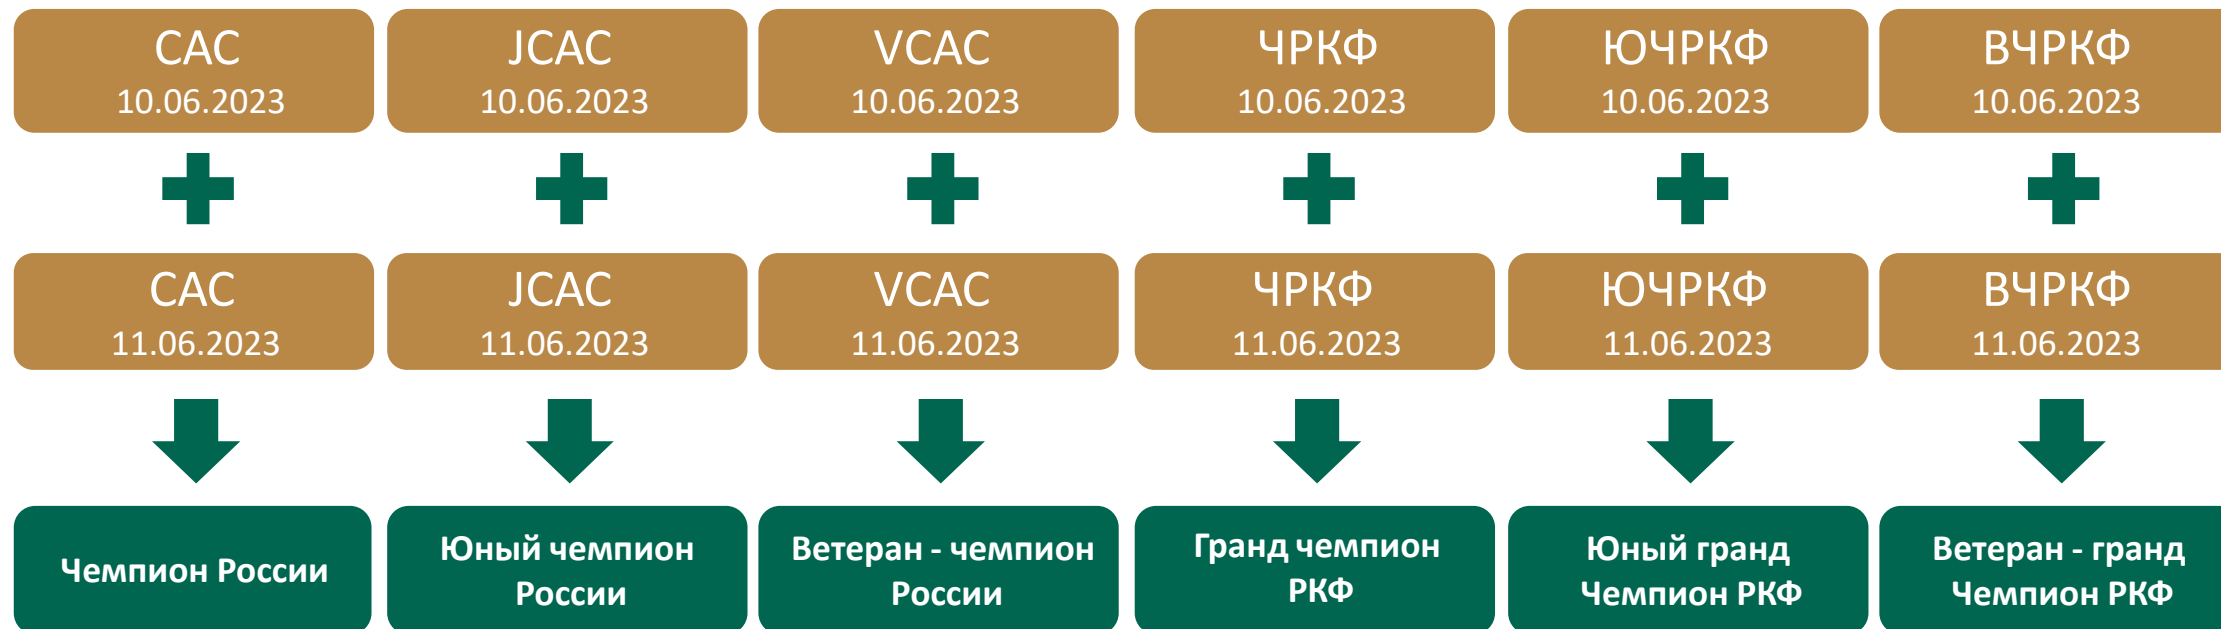 CAC
10.06.2023
JCAC
10.06.2023
VCAC
10.06.2023
ЧРКФ
10.06.2023
ЮЧРКФ
10.06.2023
ВЧРКФ
10.06.2023
CAC
11.06.2023
JCAC
11.06.2023
VCAC
11.06.2023
ЧРКФ
11.06.2023
ЮЧРКФ
11.06.2023
ВЧРКФ
11.06.2023
Чемпион России
Юный чемпион
России
Ветеран - чемпион
России
Гранд чемпион
РКФ
Юный гранд
Чемпион РКФ
Ветеран - гранд
Чемпион РКФ